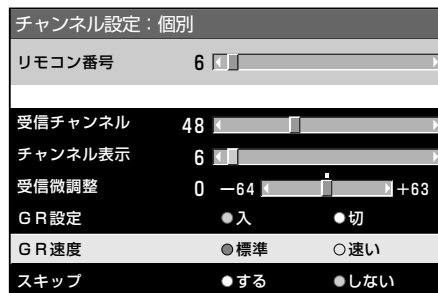 チャンネル設定：個別
リモコン番号 6
受信チャンネル 48
チャンネル表示 6
受信微調整 0 −64 +63
GR設定 ●入 ●切
GR速度 ●標準 ○速い
スキップ ●する ●しない